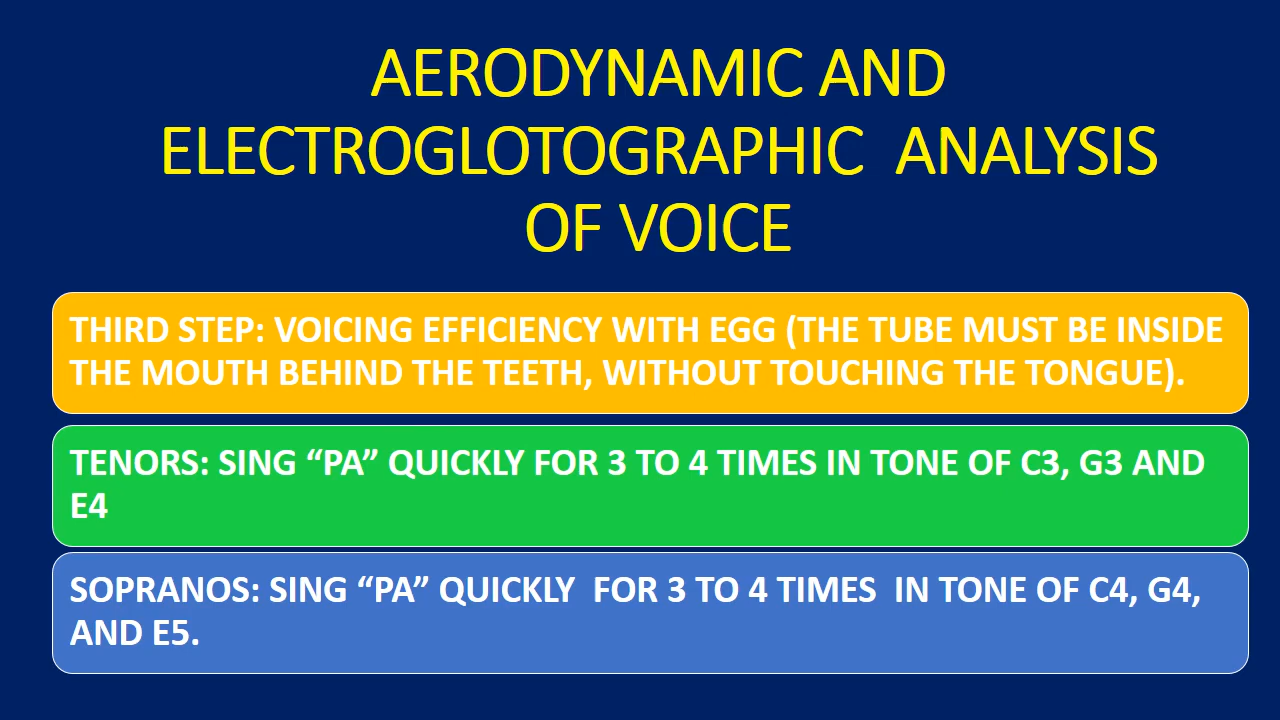 AERODYNAMIC AND
ELECTROGLOTOGRAPHIC  ANALYSIS
OF VOICE
THIRD STEP: VOICING EFFICIENCY WITH EGG (THE TUBE MUST BE INSIDE
THE MOUTH BEHIND THE TEETH, WITHOUT TOUCHING THE TONGUE).
TENORS: SING “PA” QUICKLY FOR 3 TO 4 TIMES IN TONE OF C3, G3 AND
E4
SOPRANOS: SING “PA” QUICKLY  FOR 3 TO 4 TIMES  IN TONE OF C4, G4,
AND E5.